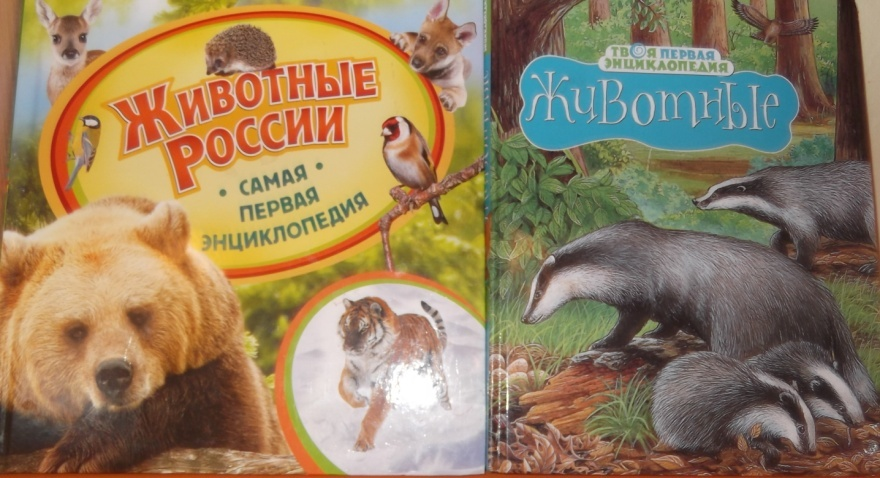 Животные
России
• САМАЯ •
ПЕРВАЯ
ЭНЦИКЛОПЕДИЯ
ТВОЯ ПЕРВАЯ
ЭНЦИКЛОПЕДИЯ
Животные